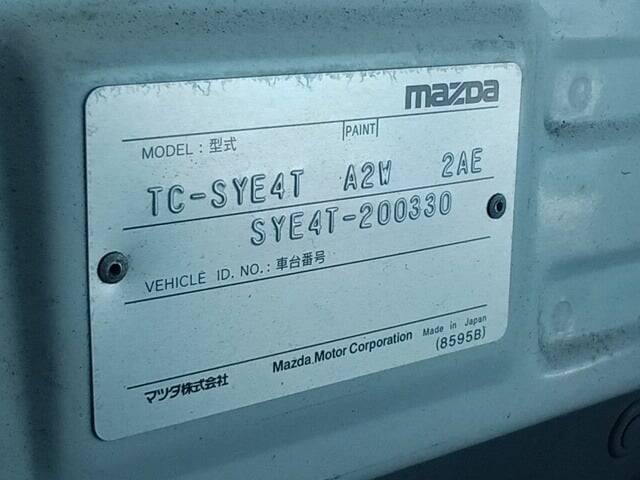 mazda
MODEL : 型式 PAINT
TC-SYE4T A2W 2AE
SYE4T-200330
VEHICLE ID. NO. : 車台番号
マツダ株式会社 Mazda Motor Corporation Made in Japan
(8595B)